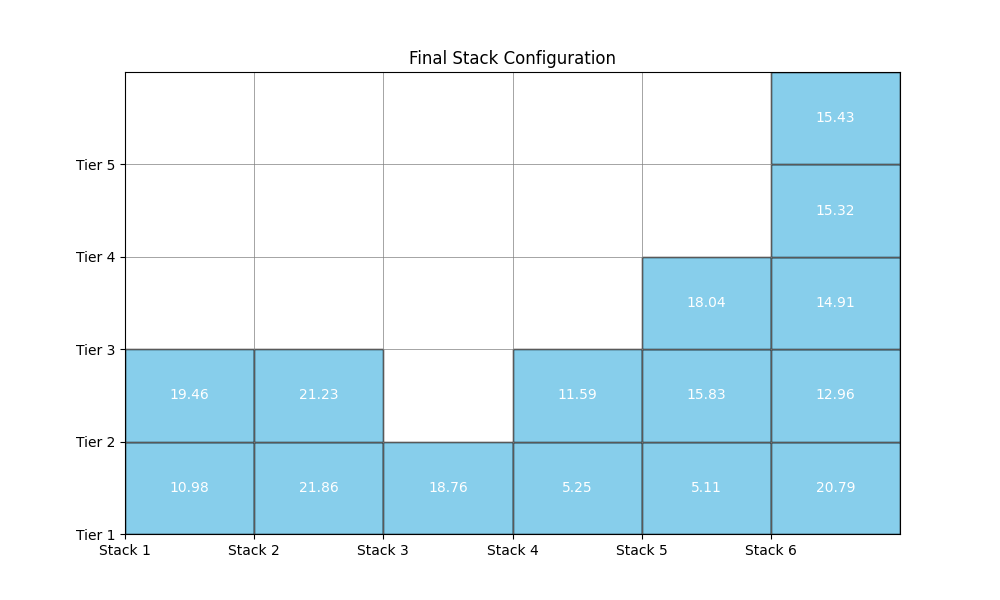 Final Stack Configuration
15.43
Tier 5
15.32
Tier 4
18.04 14.91
Tier 3
19.46 21.23 11.59 15.83 12.96
Tier 2
10.98 21.86 18.76 5.25 5.11 20.79
Tier 1
Stack 1 Stack 2 Stack 3 Stack 4 Stack 5 Stack 6